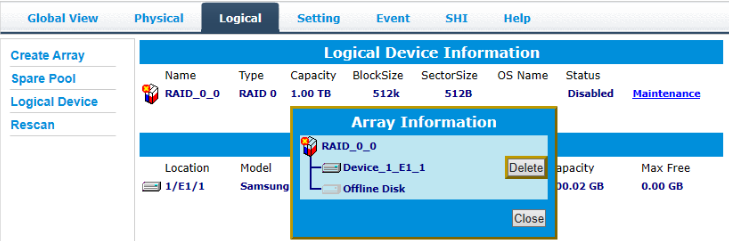 Global View Physical Logical Setting Event SHI Help
Create Array
Spare Pool
Logical Device
Rescan
Logical Device Information
Name Type Capacity BlockSize SectorSize OS Name Status
RAID_0_0 RAID 0 1.00 TB 512k 512B Disabled Maintenance
Array Information
RAID_0_0
Device_1_E1_1 Delete
Offline Disk
Close
Location Model apacity Max Free
1/E1/1 Samsung 00.02 GB 0.00 GB